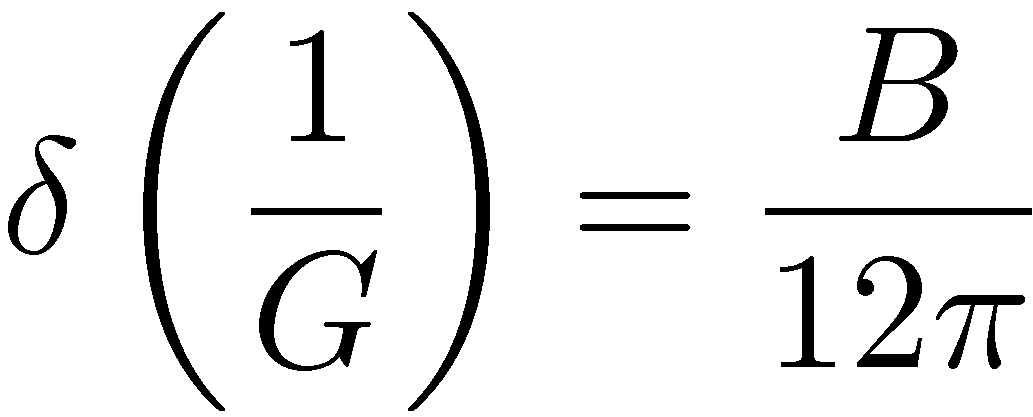 δ(1/G) = B/12π